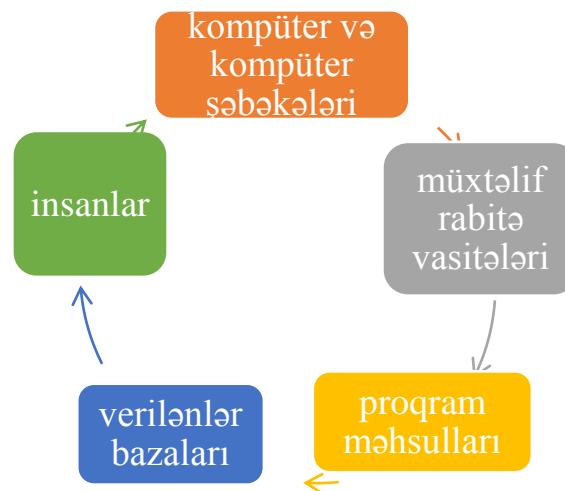 kompüter və
kompüter
şəbəkələri
müxtəlif
rabitə
vasitələri
proqram
məhsulları
verilənlər
bazaları
insanlar